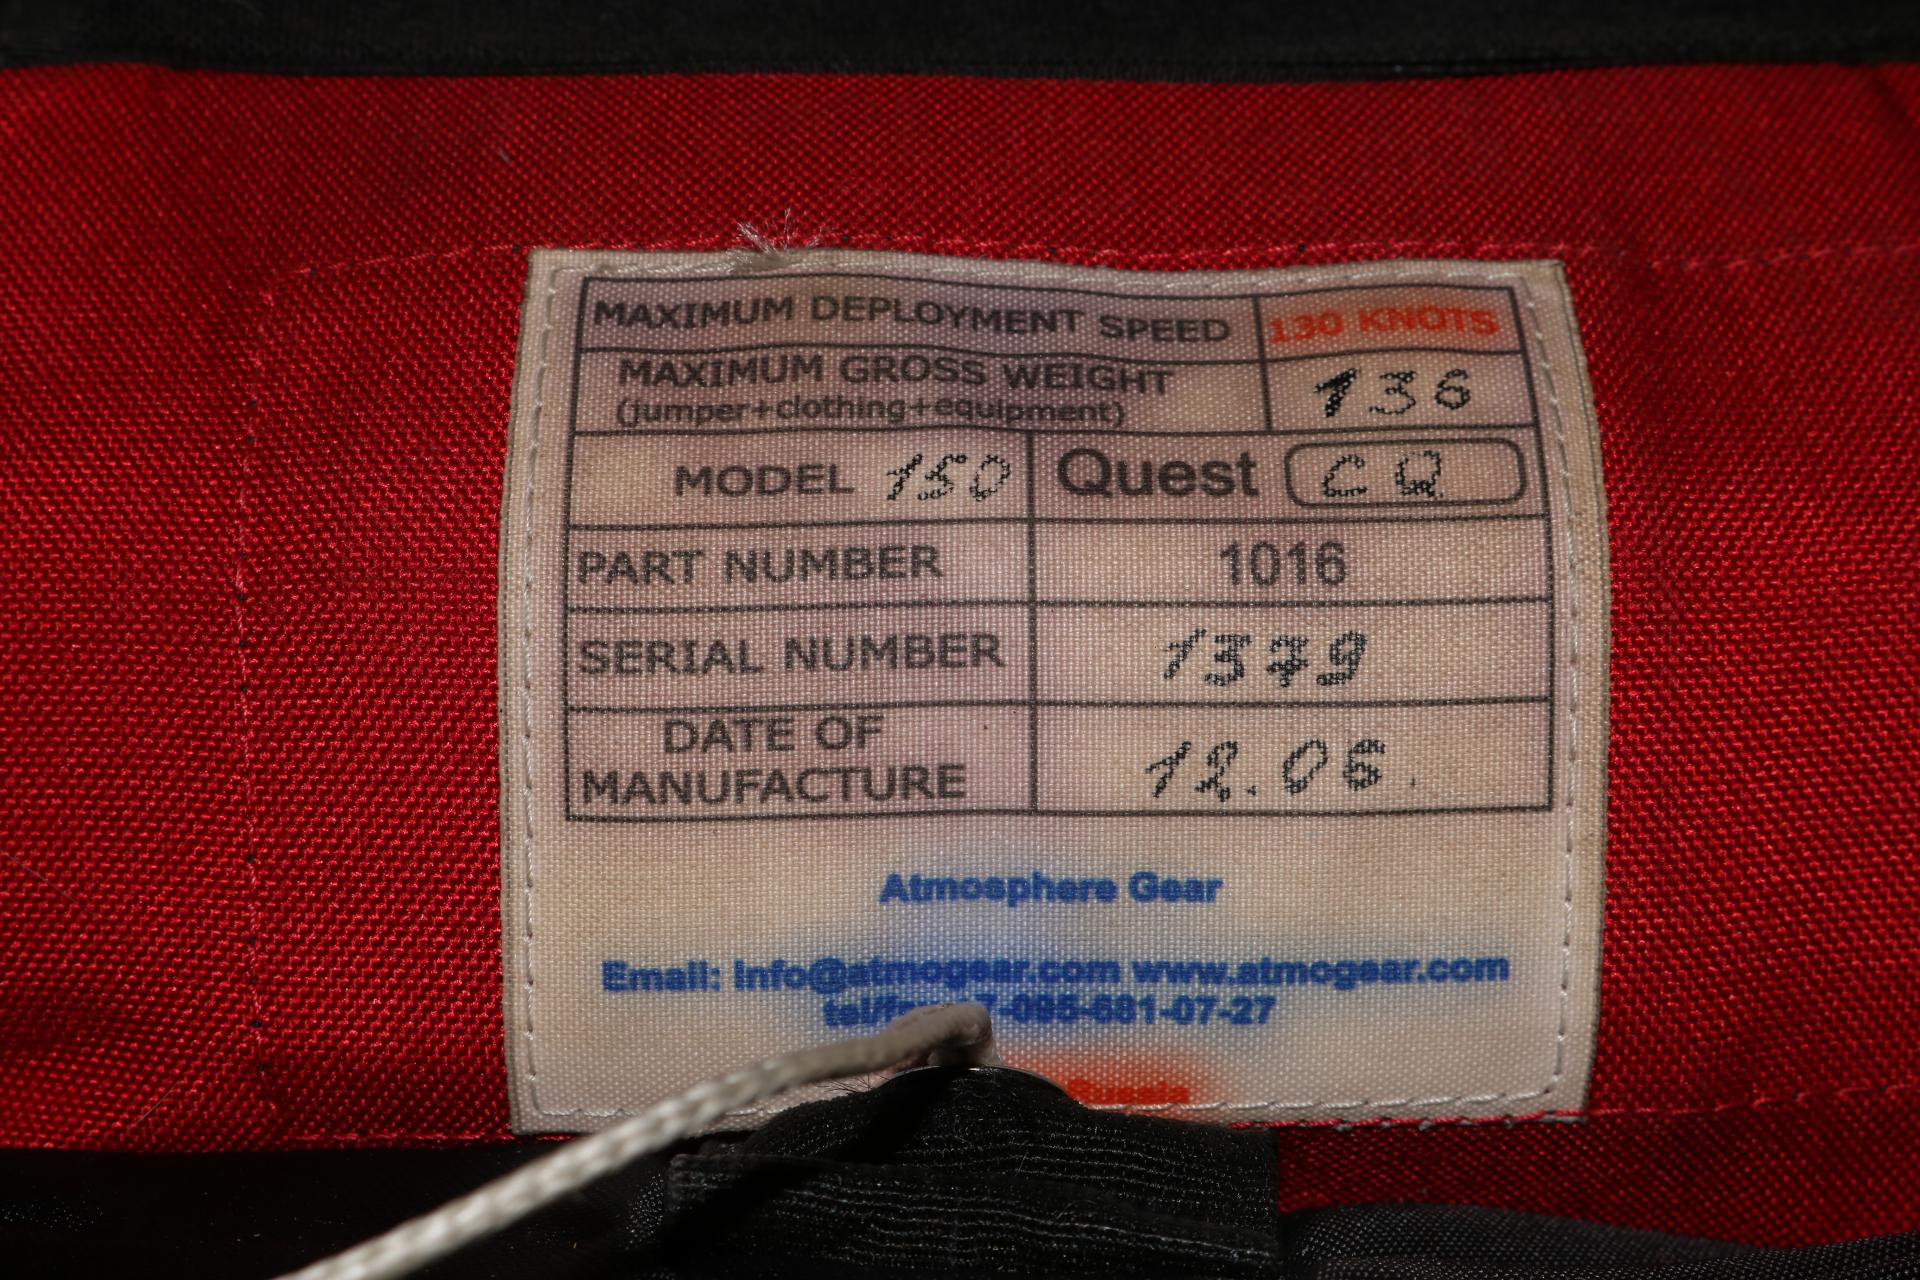 MAXIMUM DEPLOYMENT SPEED 130 KNOTS
MAXIMUM GROSS WEIGHT 136
(jumper+clothing+equipment)
MODEL 150 Quest CQ
PART NUMBER 1016
SERIAL NUMBER 1379
DATE OF
MANUFACTURE 12.06.
Atmosphere Gear
Email: info@atmogear.com www.atmogear.com
7-095-681-07-27
Russia